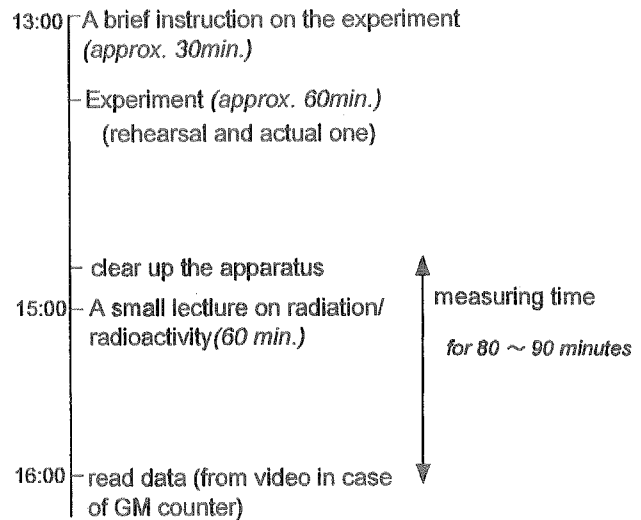 13:00 A brief instruction on the experiment
(approx. 30min.)
Experiment (approx. 60min.)
(rehearsal and actual one)
clear up the apparatus
measuring time
15:00 A small lectlure on radiation/
radioactivity(60 min.)
for 80 ~ 90 minutes
16:00 read data (from video in case
of GM counter)